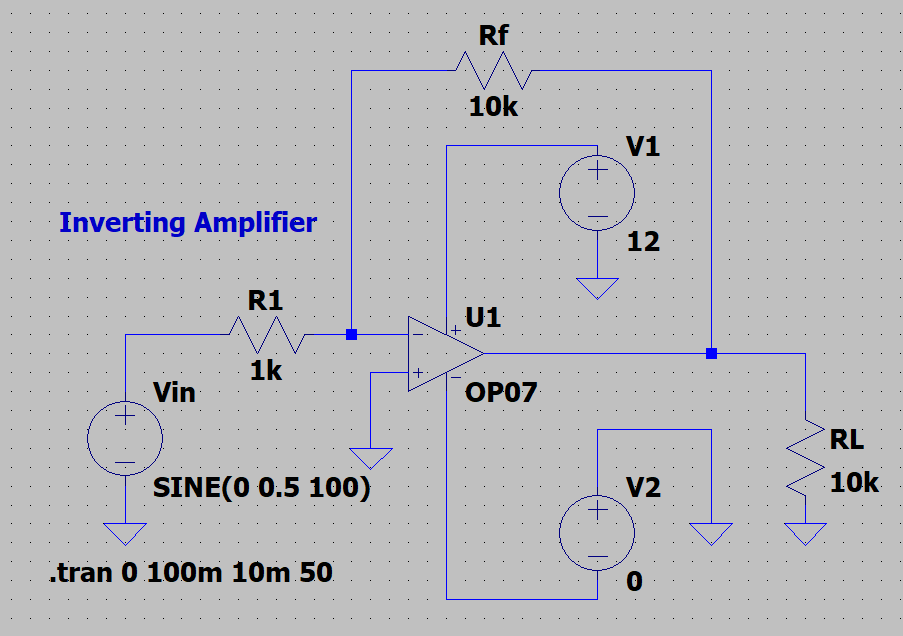 Rf
10k
V1
12
Inverting Amplifier
R1
1k
U1
OP07
Vin
SINE(0 0.5 100)
V2
0
RL
10k
.tran 0 100m 10m 50